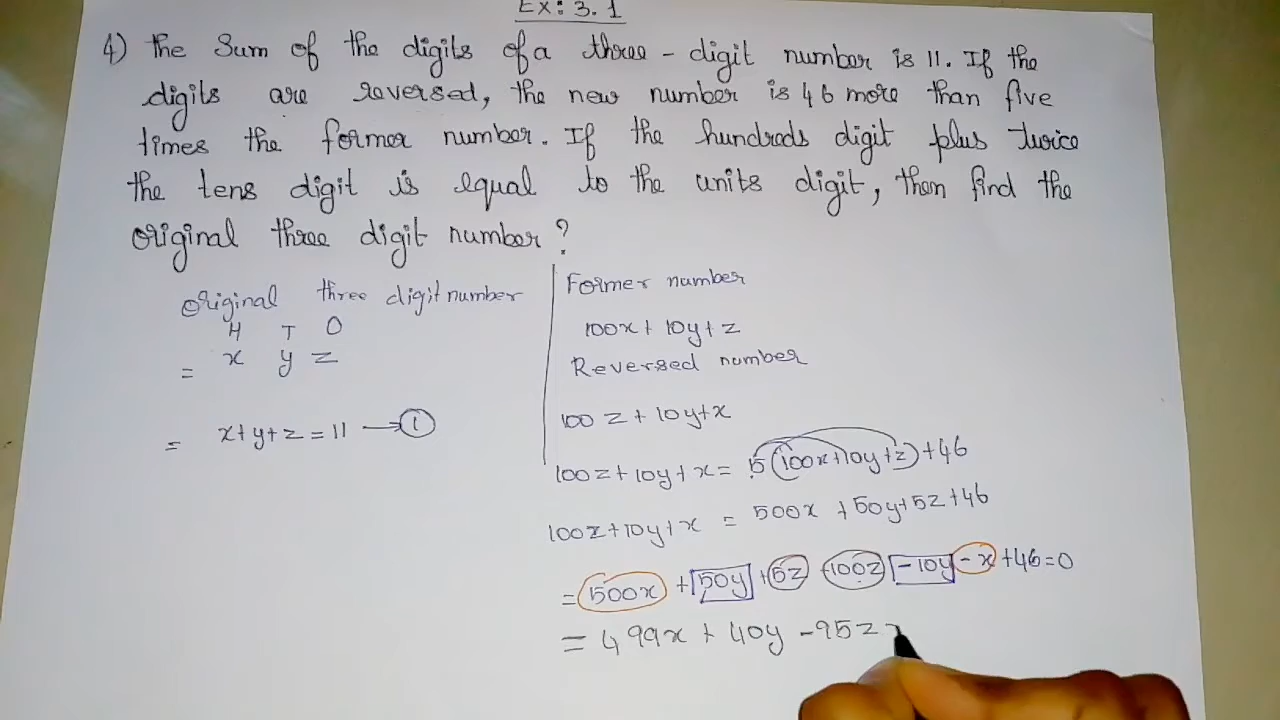 Ex: 3.1
4) The Sum of the digits of a three - digit number is 11. If the
digits are reversed, the new number is 46 more than five
times the former number. If the hundreds digit plus twice
the tens digit is equal to the units digit, then find the
original three digit number?
original three digit number
H T O
= x y z
= x+y+z=11 → ①
Former number
100x+10y+z
Reversed number
100z+10y+x
100z+10y+x= 5(100x+10y+z)+46
100z+10y+x = 500x +50y+5z+46
= 500x +50y +5z -100z -10y -x +46=0
= 499x + 40y -95z